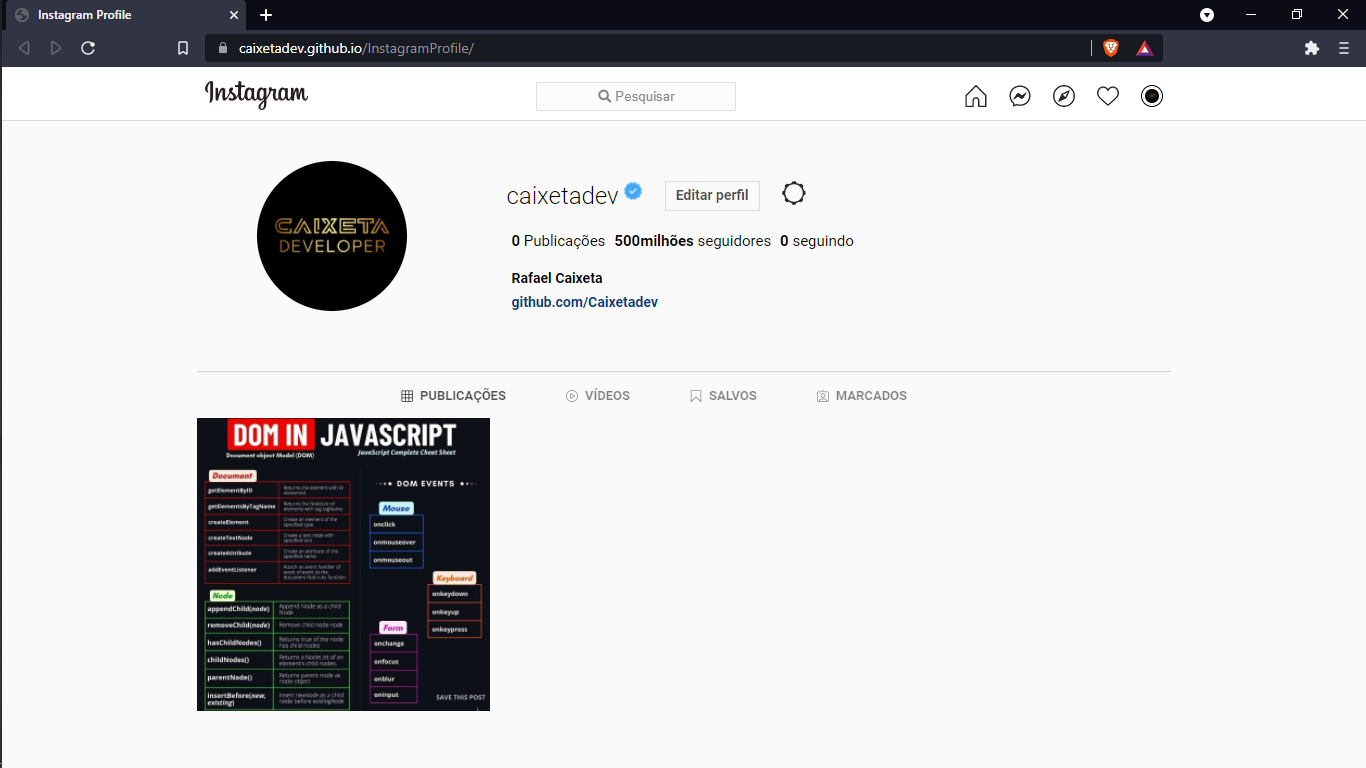 Instagram Profile
caixetadev.github.io/InstagramProfile/
Instagram
Pesquisar
CAIXETA
DEVELOPER
caixetadev
Editar perfil
0 Publicações 500milhões seguidores 0 seguindo
Rafael Caixeta
github.com/Caixetadev
PUBLICAÇÕES VÍDEOS SALVOS MARCADOS
DOM IN JAVASCRIPT
Document object Model (DOM)
JavaScript Complete Cheat Sheet
Document
getElementByID Returns the element with id
elementId.
getElementsByTagName Returns the NodeList of
elements with tag tagName.
createElement Create an element of the
specified type.
createTextNode Create a text node with
specified text
createAttribute Create an attribute of the
specified name
addEventListener Attach an event handler of
document that runs function
Node
appendChild(node) Append Node as a child
Node
removeChild(node) Remove child node node.
hasChildNodes() Returns true of the node
has child nodes
childNodes() Returns a NodeList of an
element's child nodes.
parentNode() Returns parent node as
node object
insertBefore(new, existing) Insert newNode as a child
node before existingNode
DOM EVENTS
Mouse
onclick
onmouseover
onmouseout
Keyboard
onkeydown
onkeyup
onkeypress
Form
onchange
onfocus
onblur
oninput
SAVE THIS POST